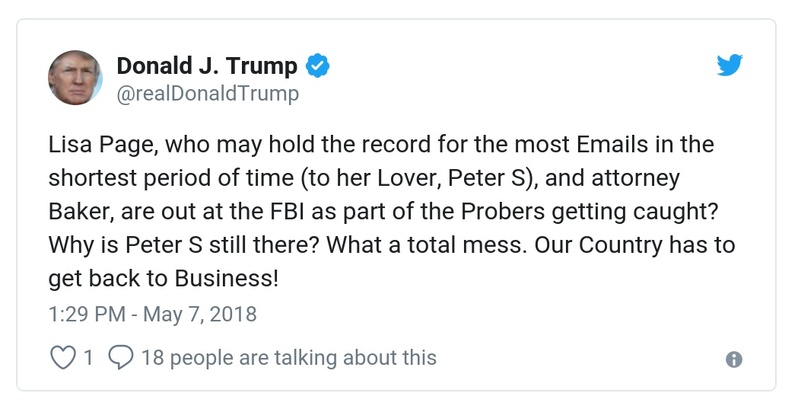 Donald J. Trump
@realDonaldTrump
Lisa Page, who may hold the record for the most Emails in the
shortest period of time (to her Lover, Peter S), and attorney
Baker, are out at the FBI as part of the Probers getting caught?
Why is Peter S still there? What a total mess. Our Country has to
get back to Business!
1:29 PM - May 7, 2018
1 18 people are talking about this